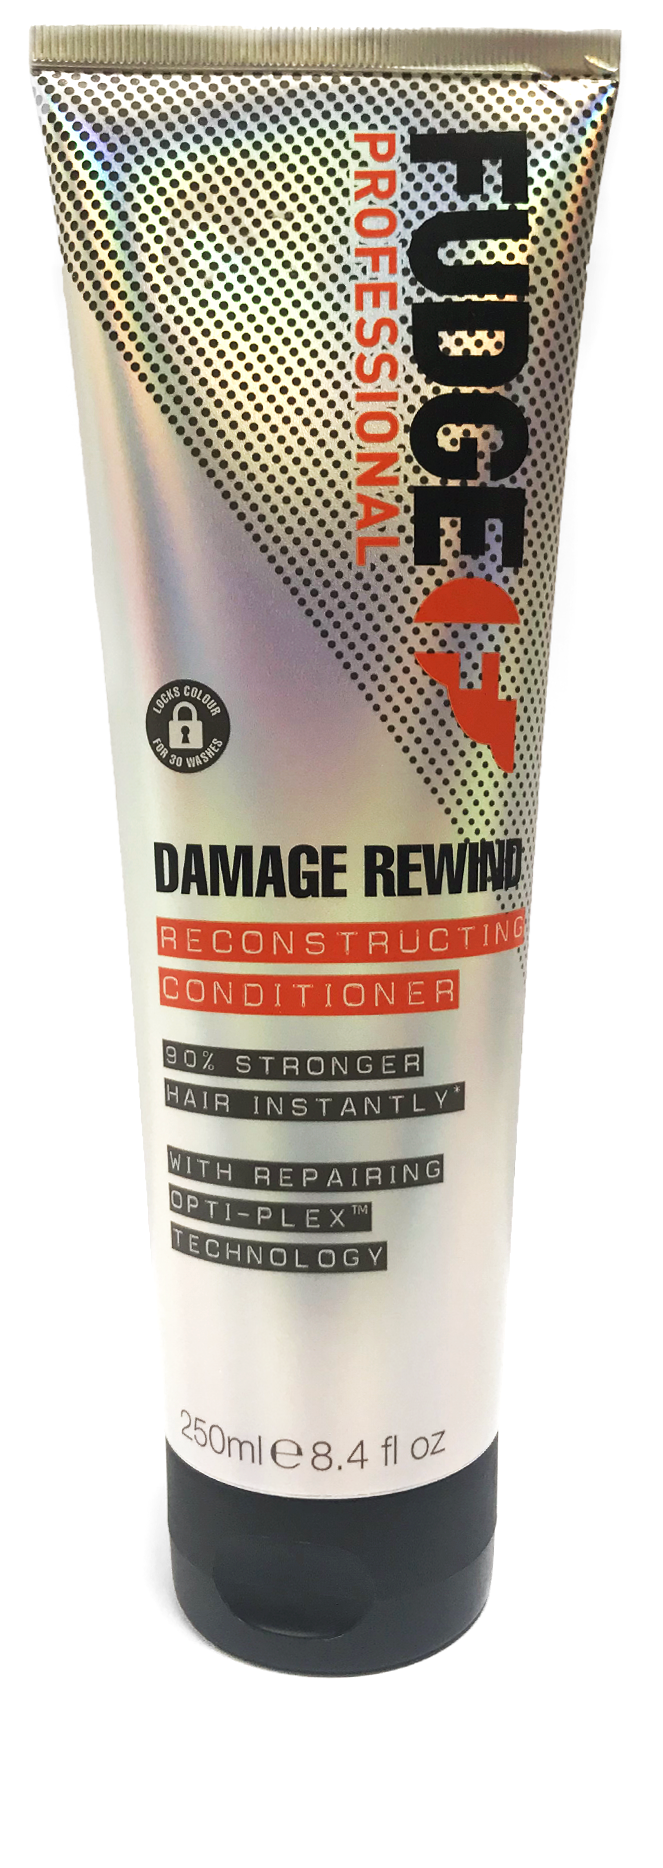 FUDGE
PROFESSIONAL
LOCKS COLOUR
FOR 30 WASHES
DAMAGE REWIND
RECONSTRUCTING
CONDITIONER
90% STRONGER
HAIR INSTANTLY*
WITH REPAIRING
OPTI-PLEX™
TECHNOLOGY
250ml ℮ 8.4 fl oz